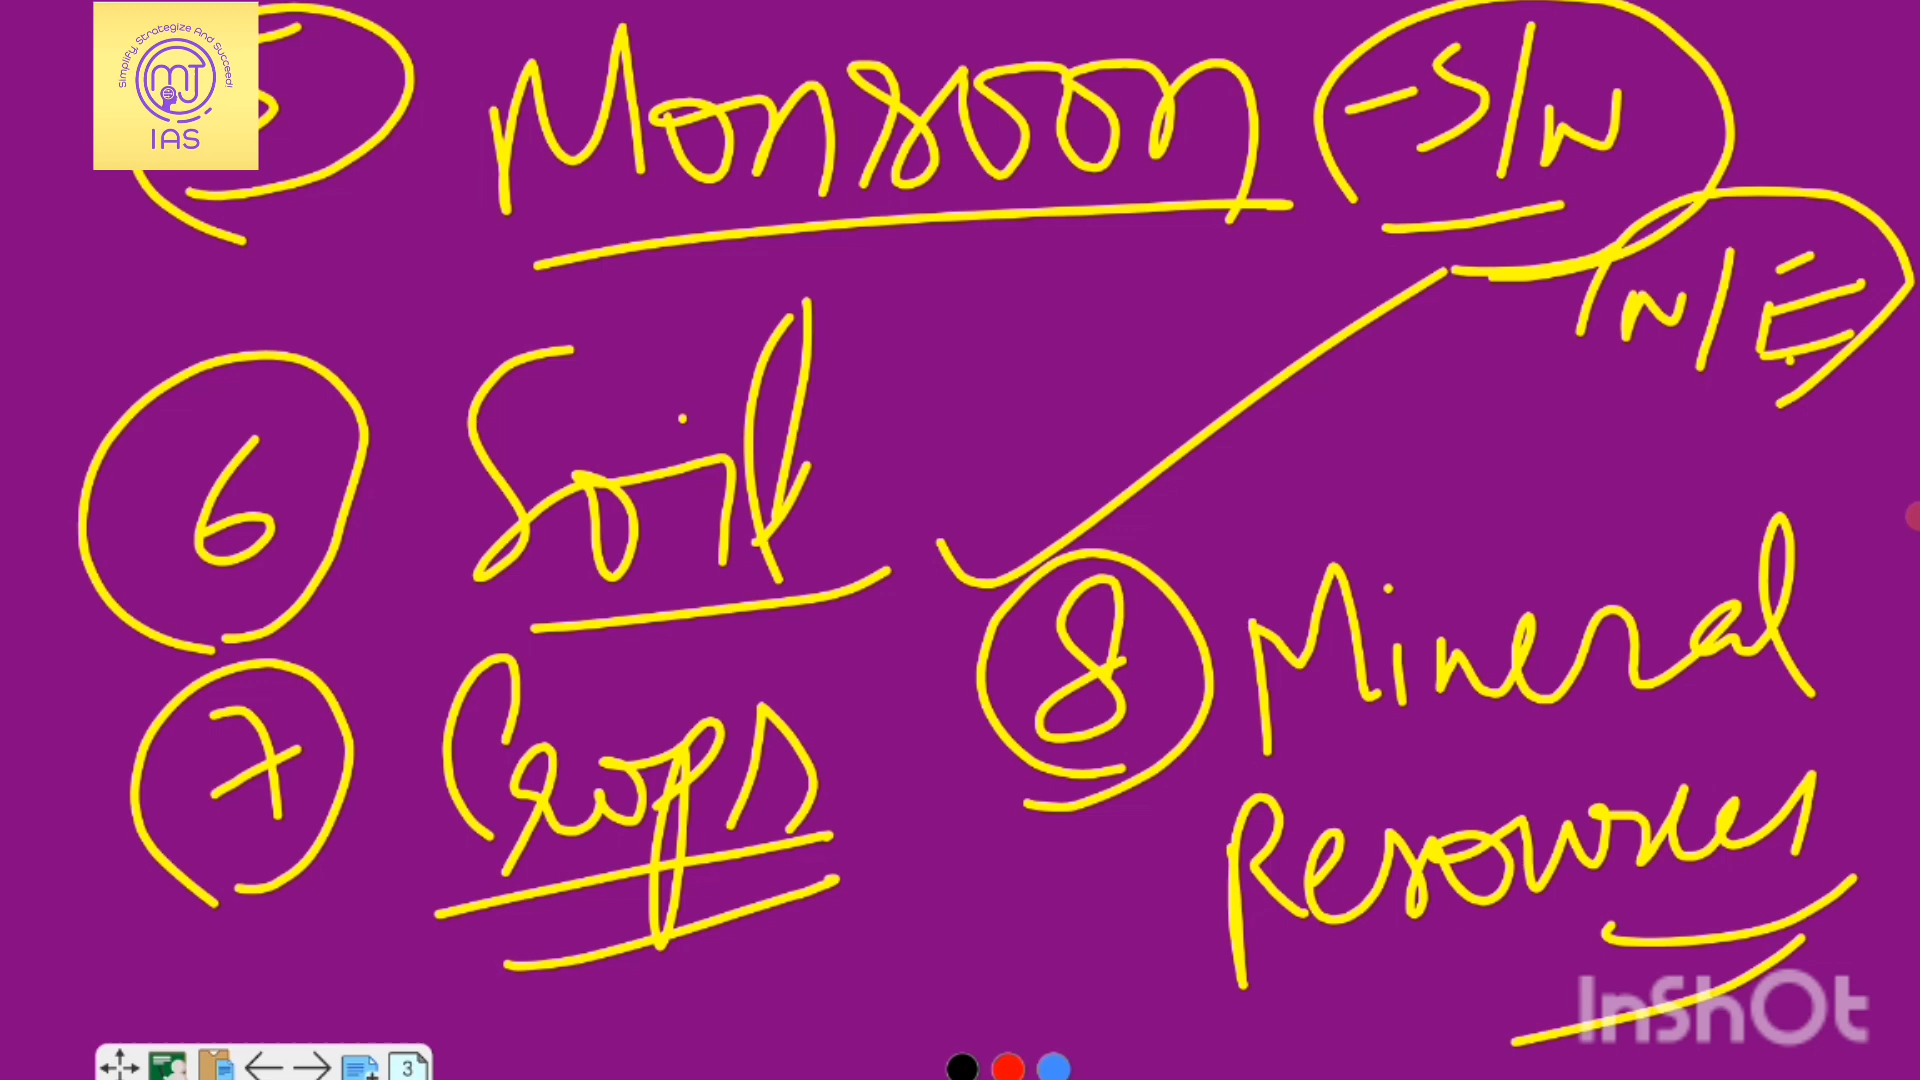 Simplify, Strategize And Succeed!
MJ
IAS
5 Monsoon - S/W
N/E
6 Soil
7 Crops
8 Mineral
Resources
InShOt
3